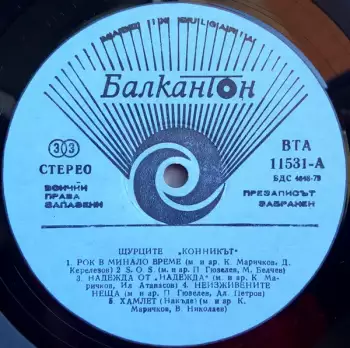 MADE IN BULGARIA
Балкантон
33
СТЕРЕО
ВСИЧКИ
ПРАВА
ЗАПАЗЕНИ
ВТА
11531-А
БДС 4046-79
ПРЕЗАПИСЪТ
ЗАБРАНЕН
ЩУРЦИТЕ „КОННИКЪТ"
1. РОК В МИНАЛО ВРЕМЕ (м и ар. К. Маричков, Д.
Керелезов) 2 S. O. S. (м и ар. П Гюзелев, М. Белчев)
3. НАДЕЖДА ОТ „НАДЕЖДА" (м и ар К Ма-
ричков, Ил Атанасов) 4. НЕИЗЖИВЕНИТЕ
НЕЩА (м и ар. П Гюзелев, Ал. Петров)
5. ХАМЛЕТ (Накъде) (м и ар К.
Маричков, В. Николаев)